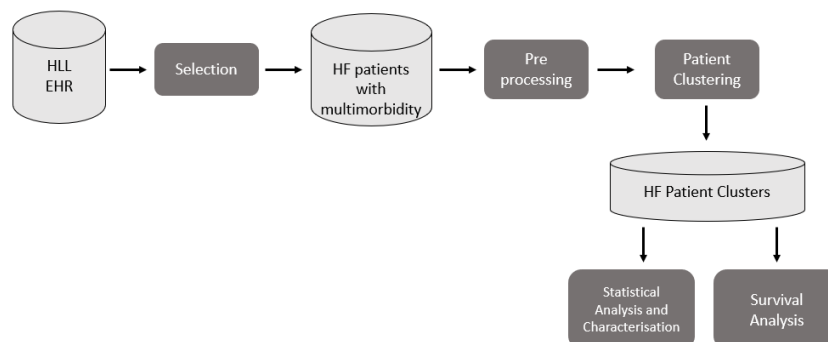 HLL
EHR
Selection
HF patients
with
multimorbidity
Pre
processing
Patient
Clustering
HF Patient Clusters
Statistical
Analysis and
Characterisation
Survival
Analysis